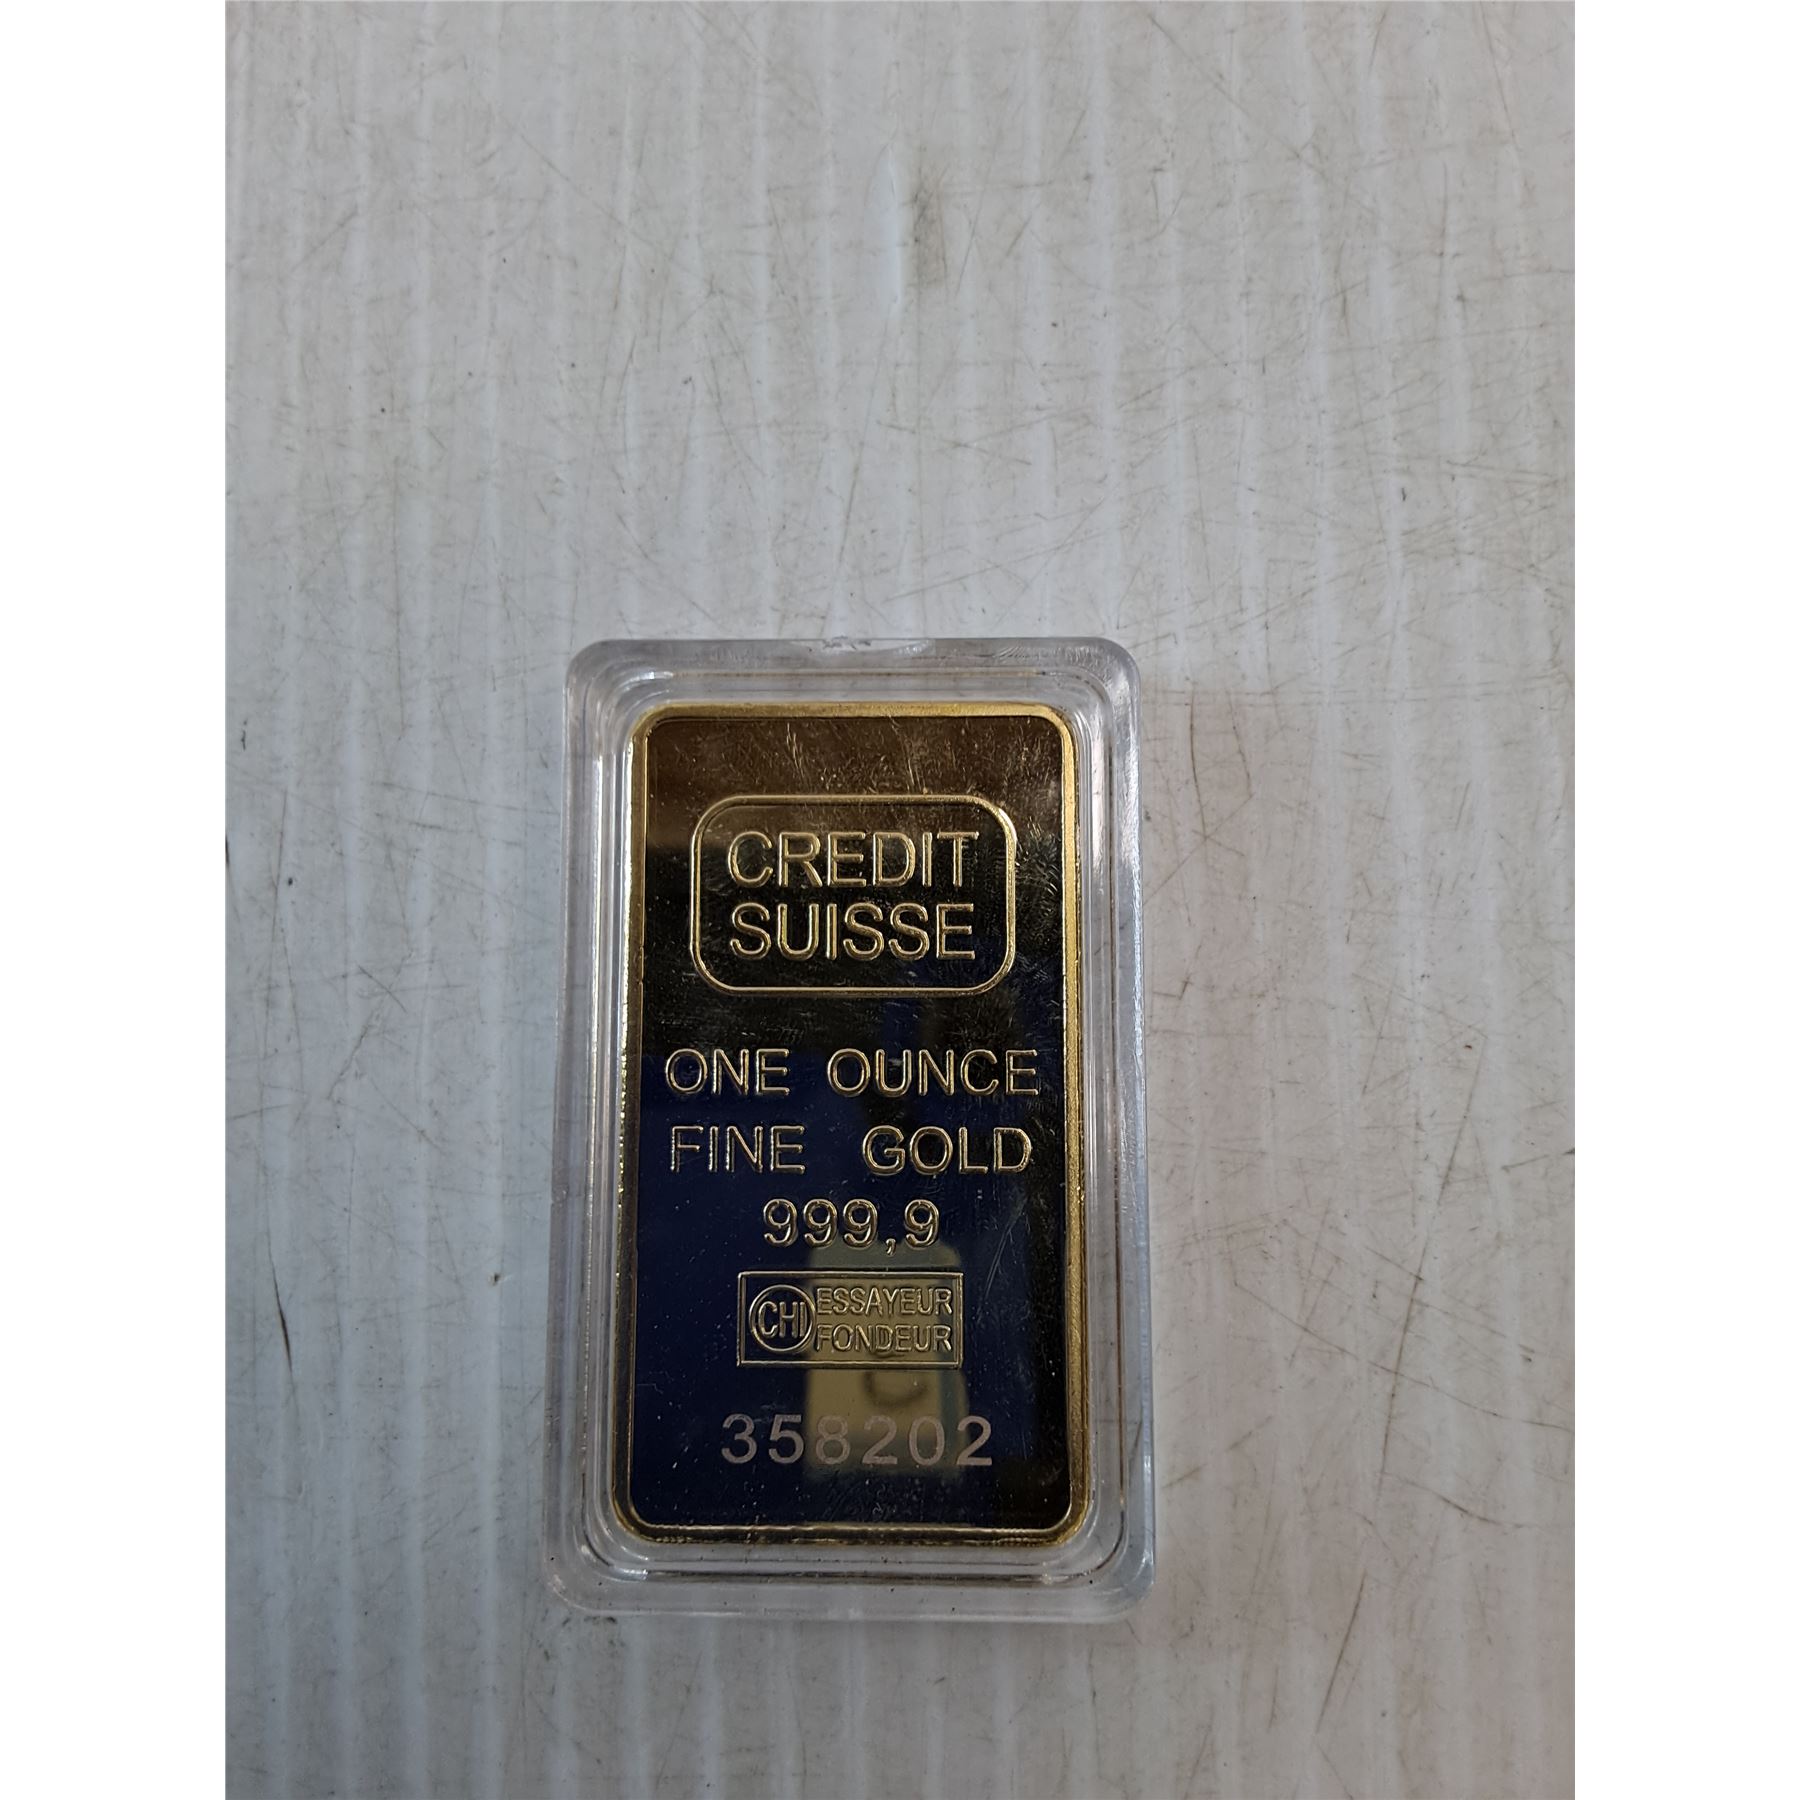 CREDIT
SUISSE
ONE OUNCE
FINE GOLD
999,9
CHI ESSAYEUR
FONDEUR
358202